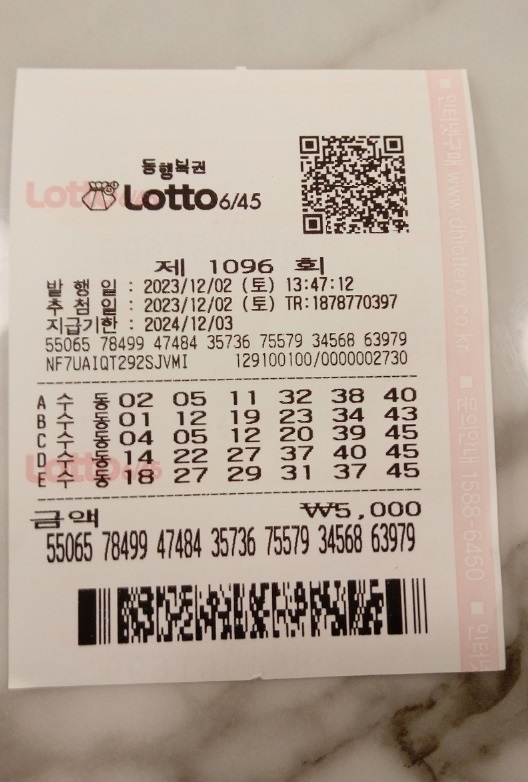 동행복권
Lotto 6/45
제 1096 회
발 행 일 : 2023/12/02 (토) 13:47:12
추 첨 일 : 2023/12/02 (토) TR:1878770397
지급기한 : 2024/12/03
55065 78499 47484 35736 75579 34568 63979
NF7UAIQT292SJVMI 129100100/0000002730
A 수 동 02 05 11 32 38 40
B 수 동 01 12 19 23 34 43
C 수 동 04 05 12 20 39 45
D 수 동 14 22 27 37 40 45
E 수 동 18 27 29 31 37 45
금액 ₩5,000
55065 78499 47484 35736 75579 34568 63979
인터넷구매 www.dhlottery.co.kr
1588-6450